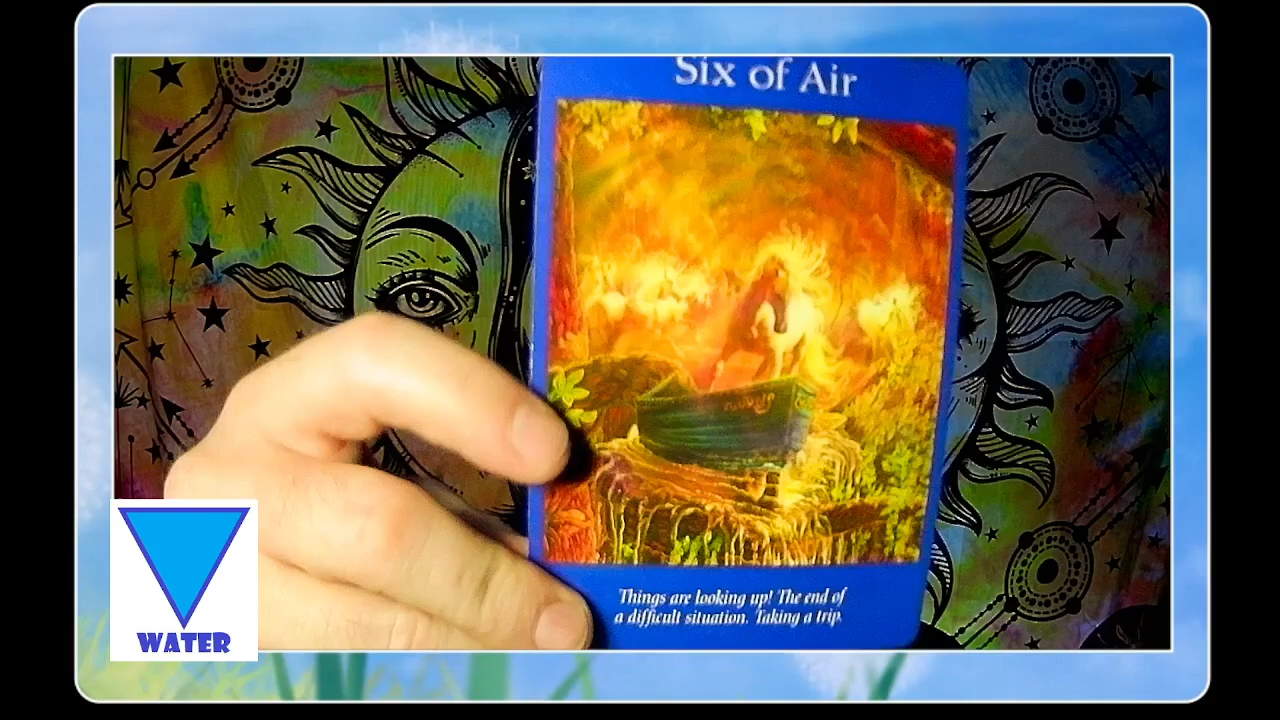 Six of Air
Things are looking up! The end of
a difficult situation. Taking a trip.
WATER